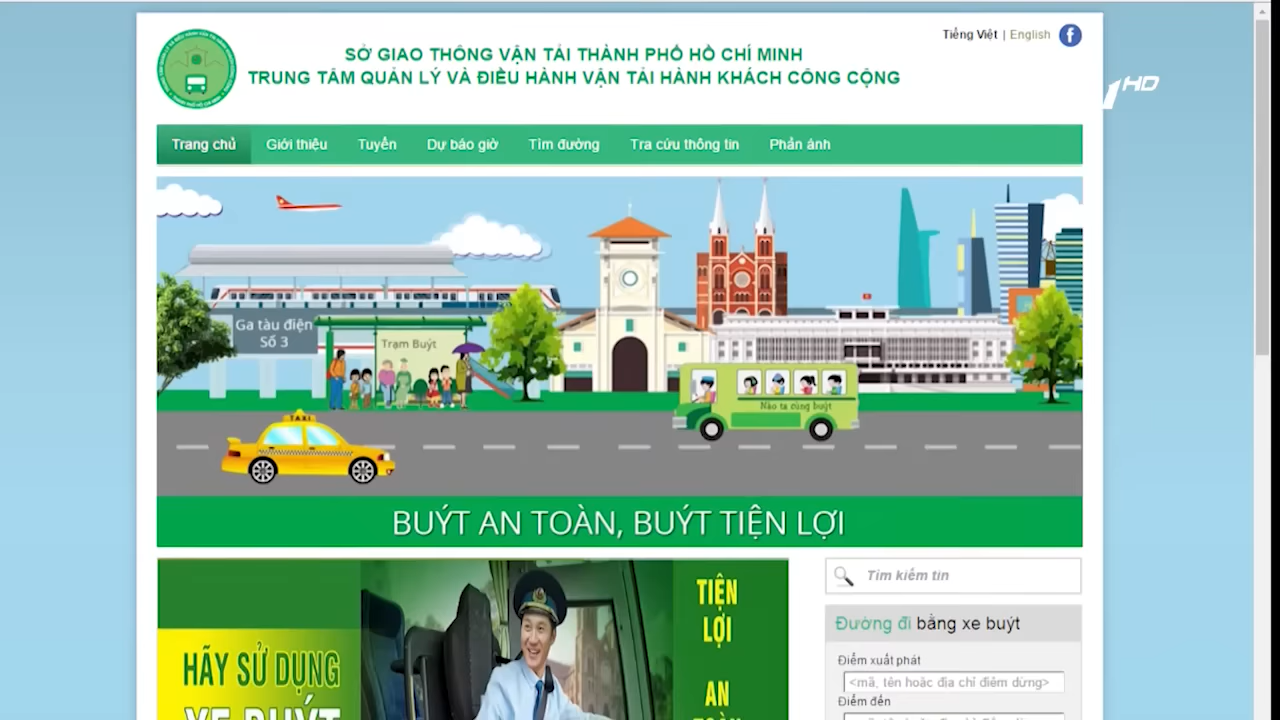 Tiếng Việt | English
SỞ GIAO THÔNG VẬN TẢI THÀNH PHỐ HỒ CHÍ MINH
TRUNG TÂM QUẢN LÝ VÀ ĐIỀU HÀNH VẬN TẢI HÀNH KHÁCH CÔNG CỘNG
HD
Trang chủ Giới thiệu Tuyến Dự báo giờ Tìm đường Tra cứu thông tin Phản ánh
Ga tàu điện
Số 3
Trạm Buýt
Nào ta cùng buýt
TAXI
BUÝT AN TOÀN, BUÝT TIỆN LỢI
HÃY SỬ DỤNG
XE BUÝT
TIỆN
LỢI
AN
TOÀN
Tìm kiếm tin
Đường đi bằng xe buýt
Điểm xuất phát
<mã, tên hoặc địa chỉ điểm dừng>
Điểm đến